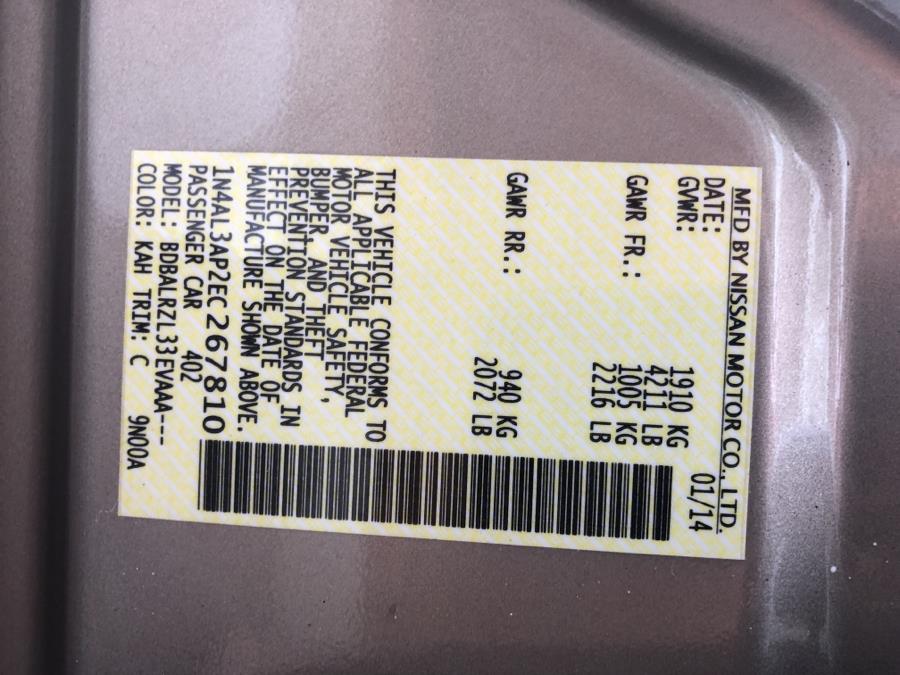 MFD BY NISSAN MOTOR CO., LTD.
DATE: 01/14
GVWR: 1910 KG
4211 LB
GAWR FR.: 1005 KG
2216 LB
GAWR RR.: 940 KG
2072 LB
THIS VEHICLE CONFORMS TO
ALL APPLICABLE FEDERAL
MOTOR VEHICLE SAFETY,
BUMPER AND THEFT
PREVENTION STANDARDS IN
EFFECT ON THE DATE OF
MANUFACTURE SHOWN ABOVE.
1N4AL3AP2EC267810
PASSENGER CAR 402
MODEL: BDBALRZL33EVAAA---
COLOR: KAH TRIM: C 9N00A